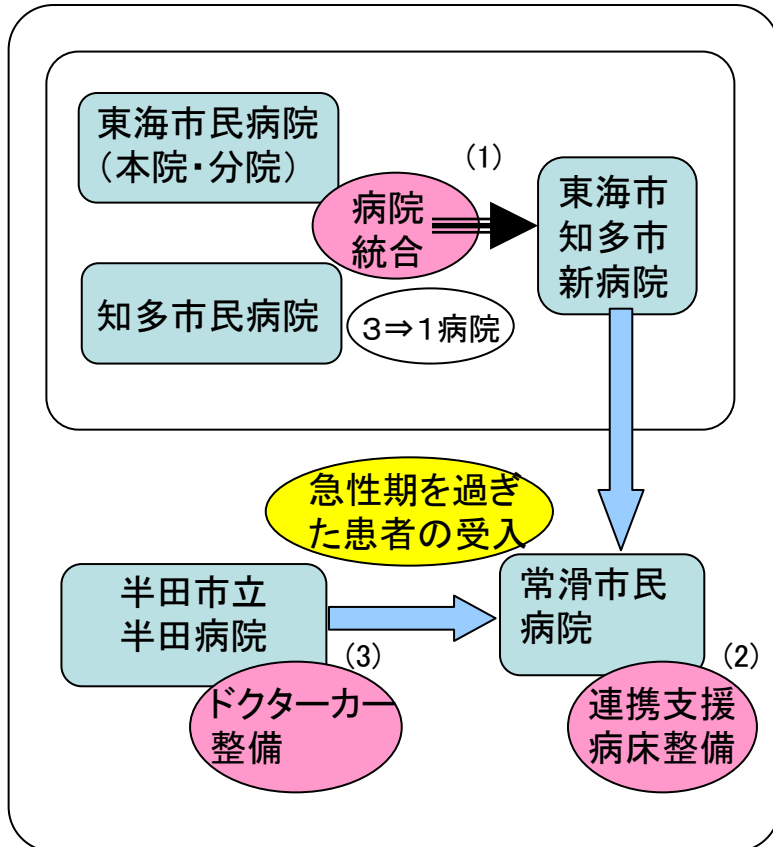 東海市民病院
（本院・分院）
(1)
病院
統合
東海市
知多市
新病院
知多市民病院
３⇒１病院
急性期を過ぎ
た患者の受入
半田市立
半田病院
常滑市民
病院
(3)
ドクターカー
整備
(2)
連携支援
病床整備